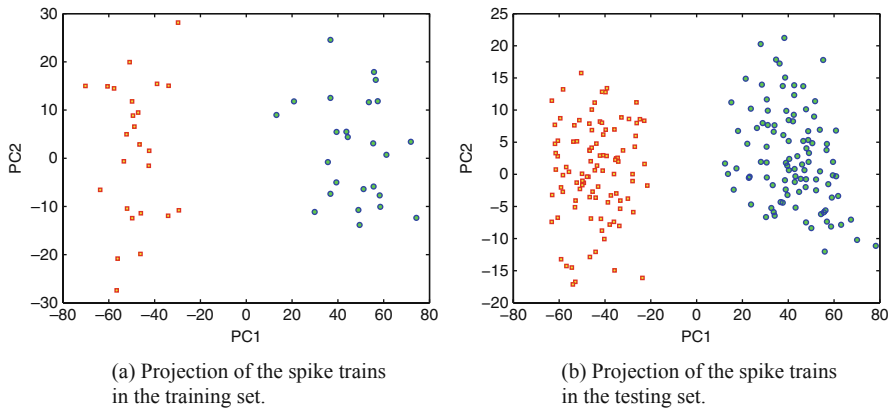 30
20
10
0
−10
−20
−30
PC2
−80 −60 −40 −20 0 20 40 60 80
PC1
(a) Projection of the spike trains
in the training set.
25
20
15
10
5
0
−5
−10
−15
−20
PC2
−80 −60 −40 −20 0 20 40 60 80
PC1
(b) Projection of the spike trains
in the testing set.